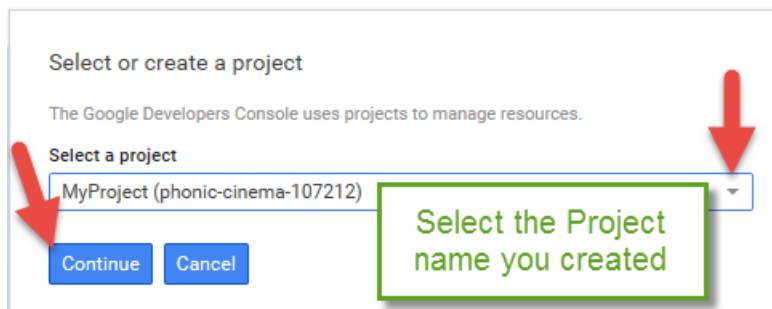 Select or create a project
The Google Developers Console uses projects to manage resources.
Select a project
MyProject (phonic-cinema-107212)
Select the Project
name you created
Continue
Cancel